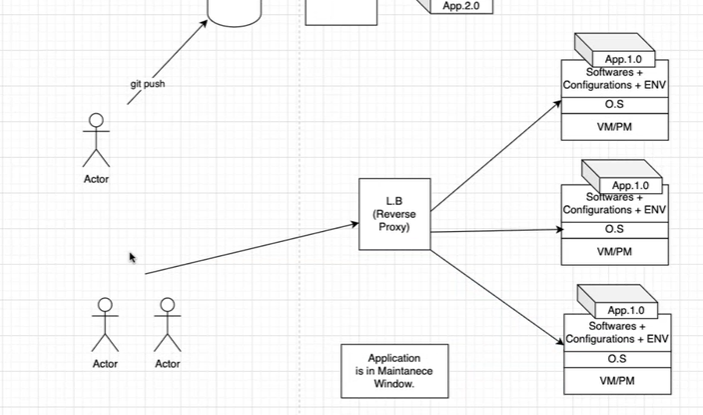 App.2.0
git push
Actor
L.B
(Reverse
Proxy)
App.1.0
Softwares +
Configurations + ENV
O.S
VM/PM
App.1.0
Softwares +
Configurations + ENV
O.S
VM/PM
App.1.0
Softwares +
Configurations + ENV
O.S
VM/PM
Actor
Actor
Application
is in Maintanece
Window.